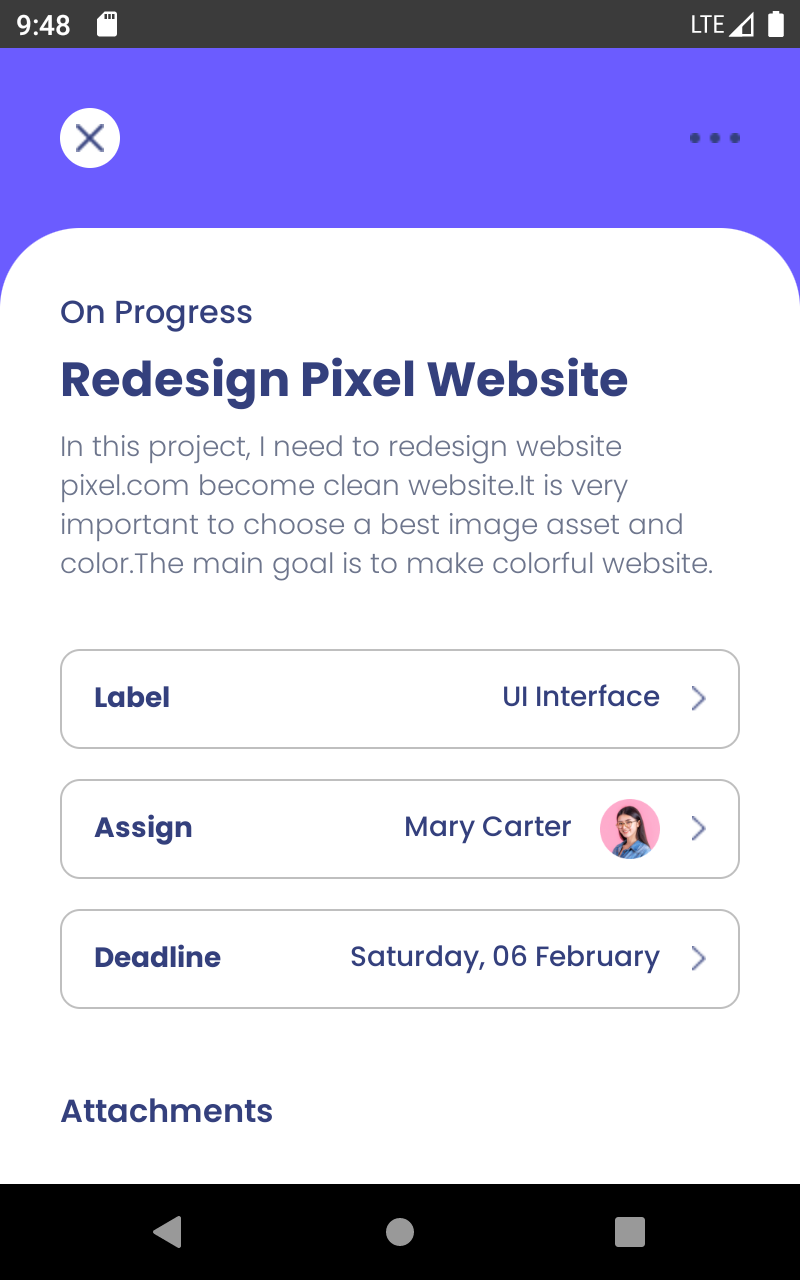 9:48
LTE
On Progress
Redesign Pixel Website
In this project, I need to redesign website
pixel.com become clean website.It is very
important to choose a best image asset and
color.The main goal is to make colorful website.
Label
UI Interface
Assign
Mary Carter
Deadline
Saturday, 06 February
Attachments